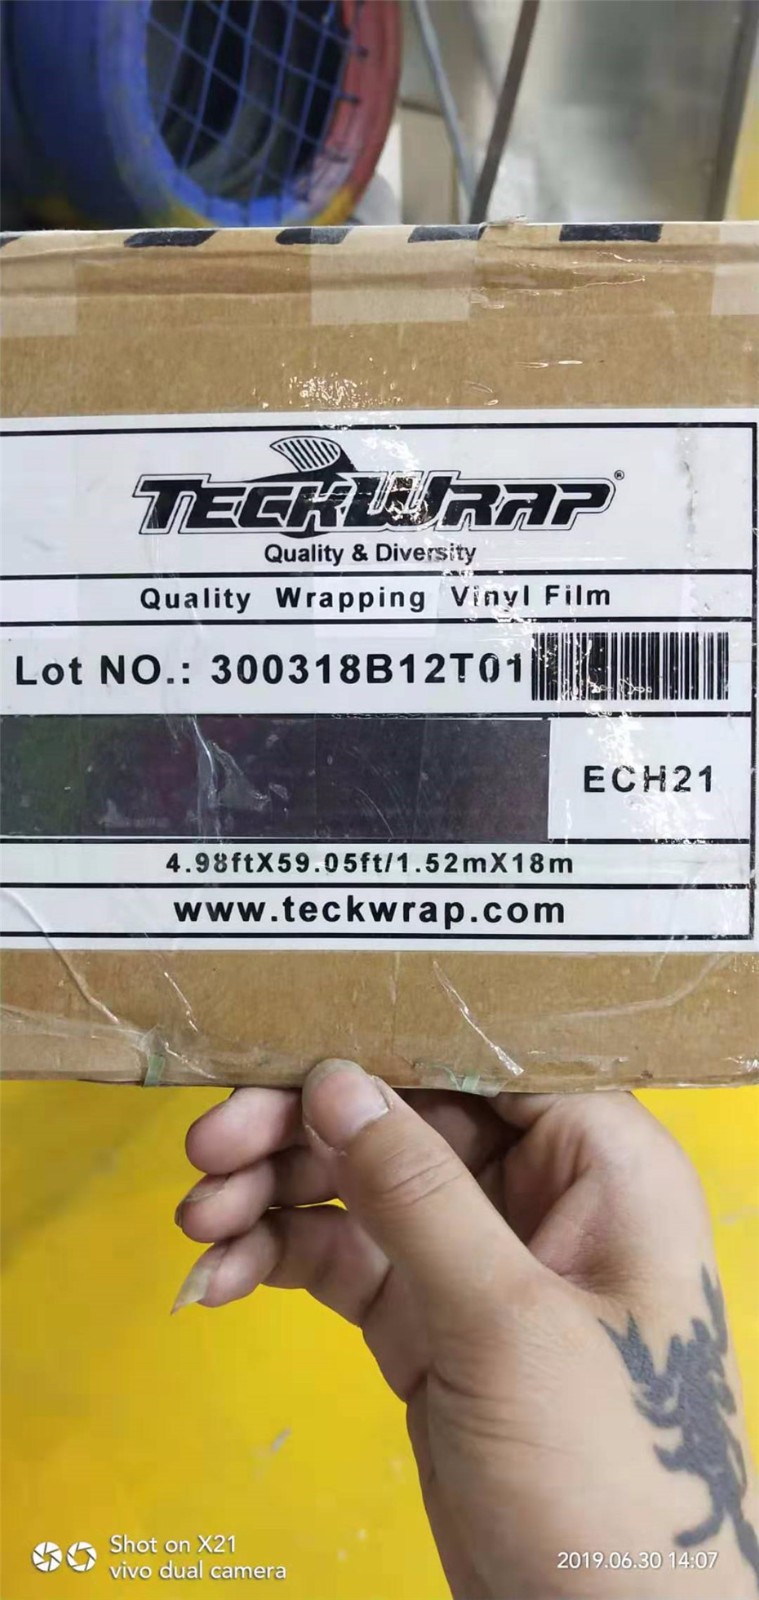 TECKWRAP®
Quality & Diversity
Quality Wrapping Vinyl Film
Lot NO.: 300318B12T01
ECH21
4.98ftX59.05ft/1.52mX18m
www.teckwrap.com
Shot on X21
vivo dual camera
2019.06.30 14:07